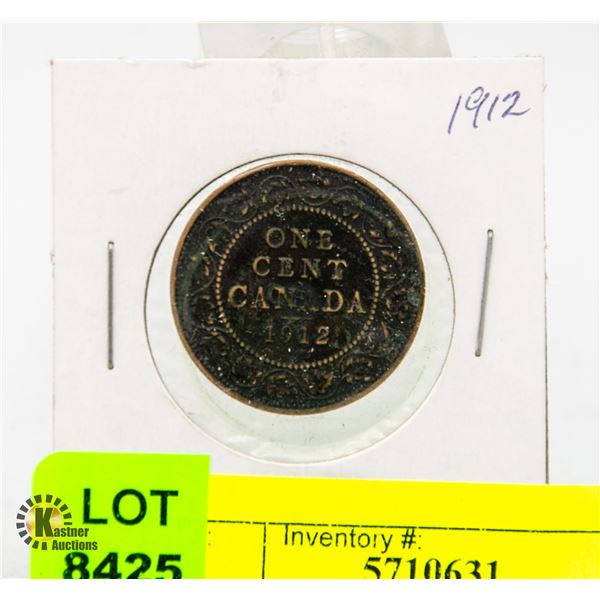 1912
ONE
CENT
CANADA
1912
LOT
8425
Inventory #:
5710631
Kastner
Auctions